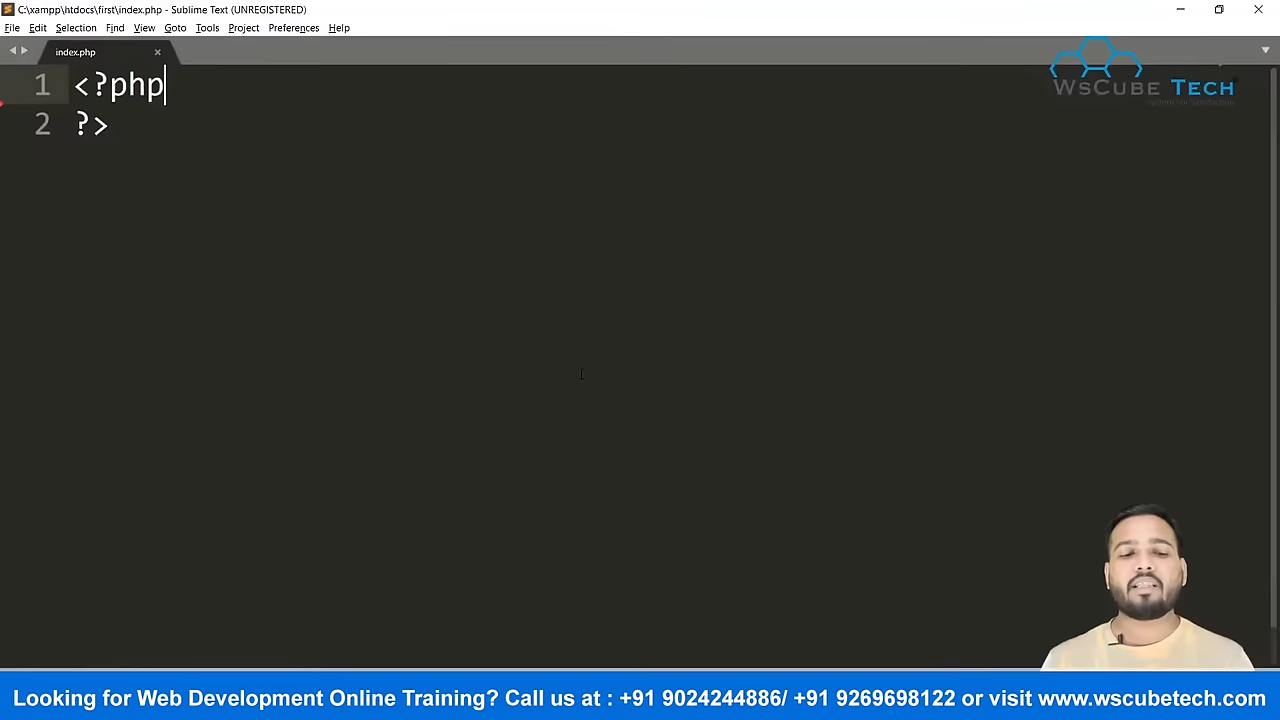 C:\xampp\htdocs\first\index.php - Sublime Text (UNREGISTERED)
File Edit Selection Find View Goto Tools Project Preferences Help
index.php
WsCube Tech
1 <?php
2 ?>
Looking for Web Development Online Training? Call us at : +91 9024244886/ +91 9269698122 or visit www.wscubetech.com